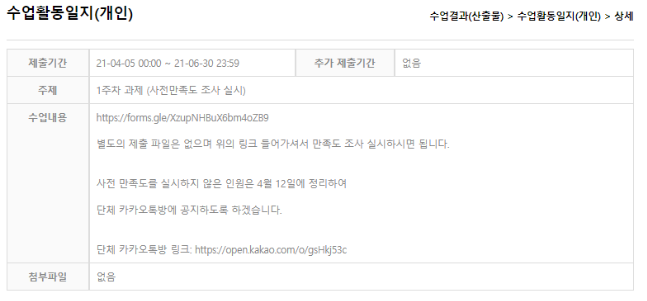 수업활동일지(개인)
수업결과(산출물) > 수업활동일지(개인) > 상세
제출기간 21-04-05 00:00 ~ 21-06-30 23:59 추가 제출기간 없음
주제 1주차 과제 (사전만족도 조사 실시)
수업내용 https://forms.gle/XzupNHBuX6bm4oZB9
별도의 제출 파일은 없으며 위의 링크 들어가셔서 만족도 조사 실시하시면 됩니다.
사전 만족도를 실시하지 않은 인원은 4월 12일에 정리하여
단체 카카오톡방에 공지하도록 하겠습니다.
단체 카카오톡방 링크: https://open.kakao.com/o/gsHkj53c
첨부파일 없음